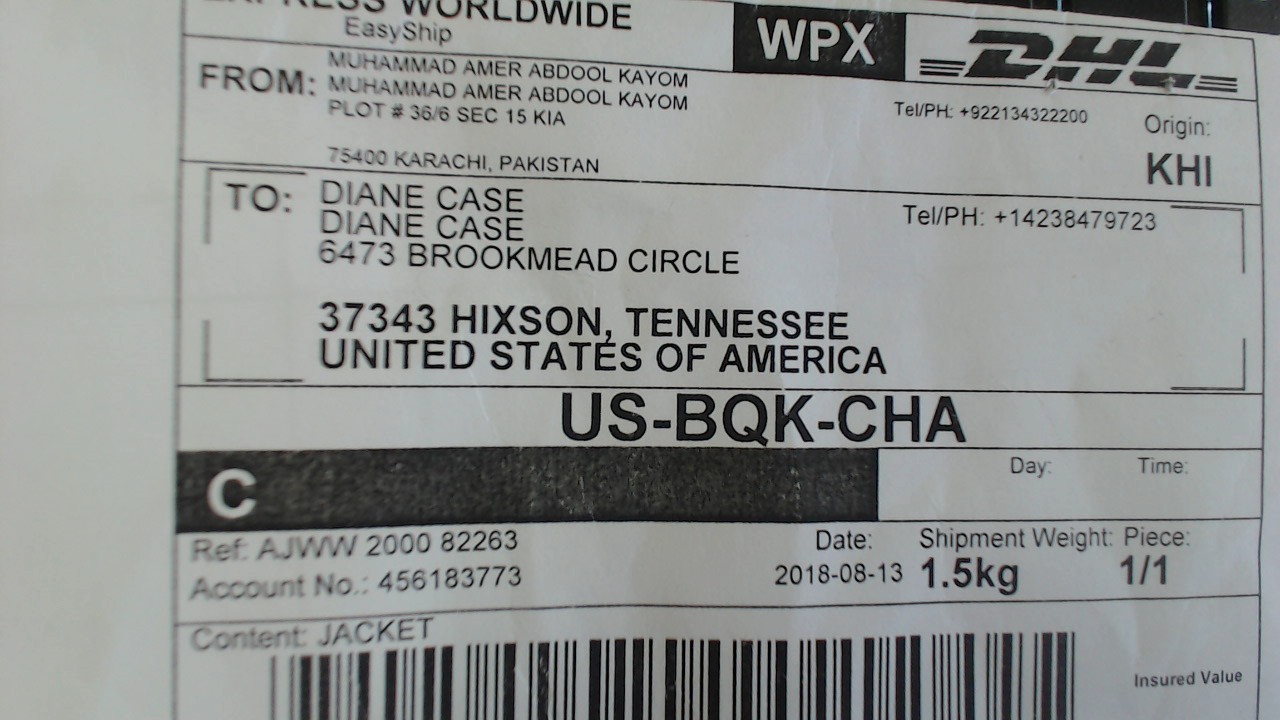 EXPRESS WORLDWIDE
EasyShip
WPX
DHL
FROM: MUHAMMAD AMER ABDOOL KAYOM
MUHAMMAD AMER ABDOOL KAYOM
PLOT # 36/6 SEC 15 KIA
75400 KARACHI, PAKISTAN
Tel/PH: +922134322200
Origin:
KHI
TO: DIANE CASE
DIANE CASE
6473 BROOKMEAD CIRCLE
37343 HIXSON, TENNESSEE
UNITED STATES OF AMERICA
Tel/PH: +14238479723
US-BQK-CHA
C
Day: Time:
Ref: AJWW 2000 82263
Account No.: 456183773
Date:
2018-08-13
Shipment Weight:
1.5kg
Piece:
1/1
Content: JACKET
Insured Value